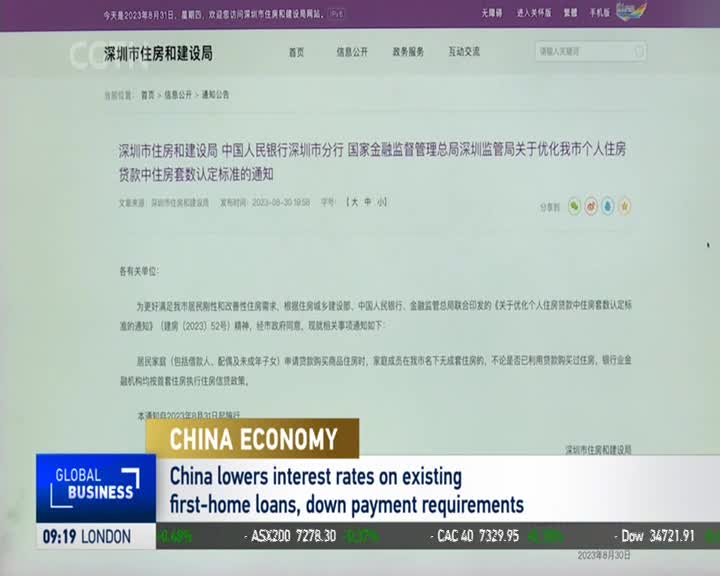 今天是2023年8月31日，星期四，欢迎您访问深圳市住房和建设局网站。 IPv6 无障碍 进入关怀版 繁體 手机版
深圳市住房和建设局 首页 信息公开 政务服务 互动交流 请输入关键词
当前位置： 首页 > 信息公开 > 通知公告
深圳市住房和建设局 中国人民银行深圳市分行 国家金融监督管理总局深圳监管局关于优化我市个人住房
贷款中住房套数认定标准的通知
文章来源：深圳市住房和建设局 发布时间：2023-08-30 19:58 字号：【大 中 小】 分享到
各有关单位：
为更好满足我市居民刚性和改善性住房需求，根据住房城乡建设部、中国人民银行、金融监管总局联合印发的《关于优化个人住房贷款中住房套数认定标
准的通知》（建房〔2023〕52号）精神，经市政府同意，现就相关事项通知如下：
居民家庭（包括借款人、配偶及未成年子女）申请贷款购买商品住房时，家庭成员在我市名下无成套住房的，不论是否已利用贷款购买过住房，银行业金
融机构均按首套住房执行住房信贷政策。
本通知自2023年8月31日起施行
深圳市住房和建设局
CHINA ECONOMY
GLOBAL
BUSINESS
China lowers interest rates on existing
first-home loans, down payment requirements
09:19 LONDON -0.48% - ASX200 7278.30 -0.37% - CAC 40 7329.95 - Dow 34721.91
2023年8月30日